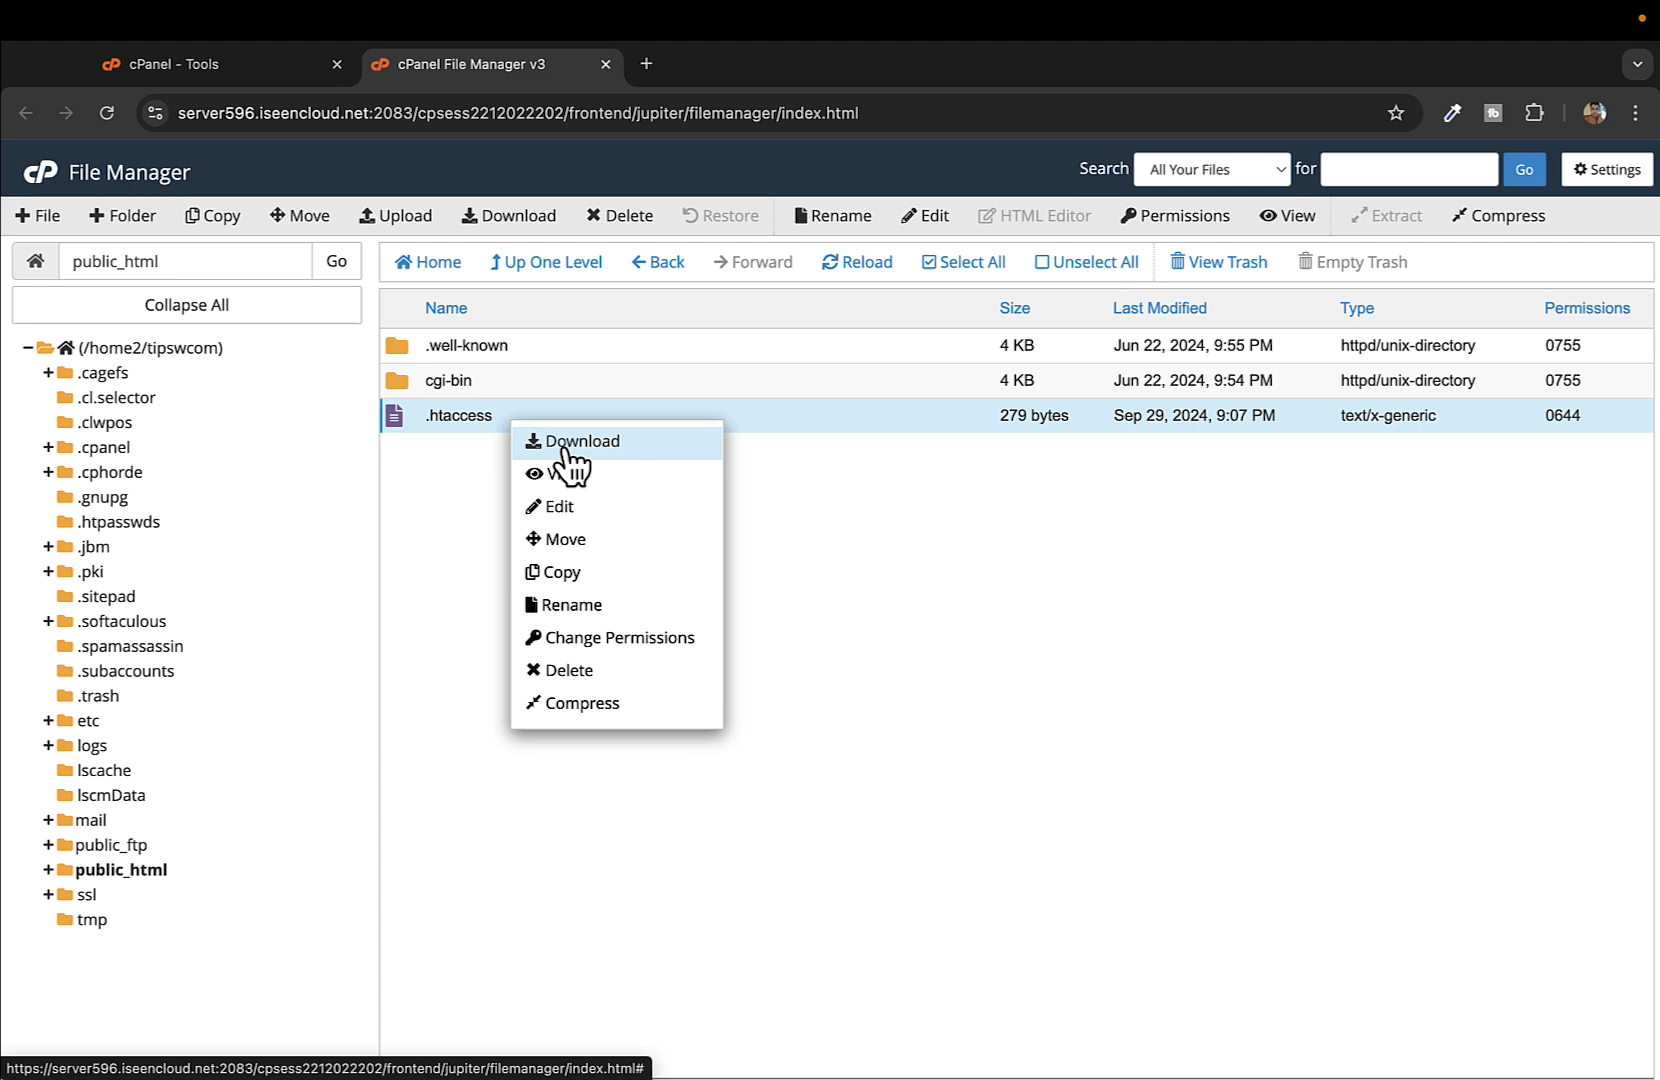 cPanel - Tools
cPanel File Manager v3
server596.iseencloud.net:2083/cpsess2212022202/frontend/jupiter/filemanager/index.html
cP File Manager
Search All Your Files for Go Settings
File Folder Copy Move Upload Download Delete Restore Rename Edit HTML Editor Permissions View Extract Compress
public_html Go
Collapse All
(/home2/tipswcom)
.cagefs
.cl.selector
.clwpos
.cpanel
.cphorde
.gnupg
.htpasswds
.jbm
.pki
.sitepad
.softaculous
.spamassassin
.subaccounts
.trash
etc
logs
lscache
lscmData
mail
public_ftp
public_html
ssl
tmp
Home Up One Level Back Forward Reload Select All Unselect All View Trash Empty Trash
Name Size Last Modified Type Permissions
.well-known 4 KB Jun 22, 2024, 9:55 PM httpd/unix-directory 0755
cgi-bin 4 KB Jun 22, 2024, 9:54 PM httpd/unix-directory 0755
.htaccess 279 bytes Sep 29, 2024, 9:07 PM text/x-generic 0644
Download
Edit
Move
Copy
Rename
Change Permissions
Delete
Compress
https://server596.iseencloud.net:2083/cpsess2212022202/frontend/jupiter/filemanager/index.html#